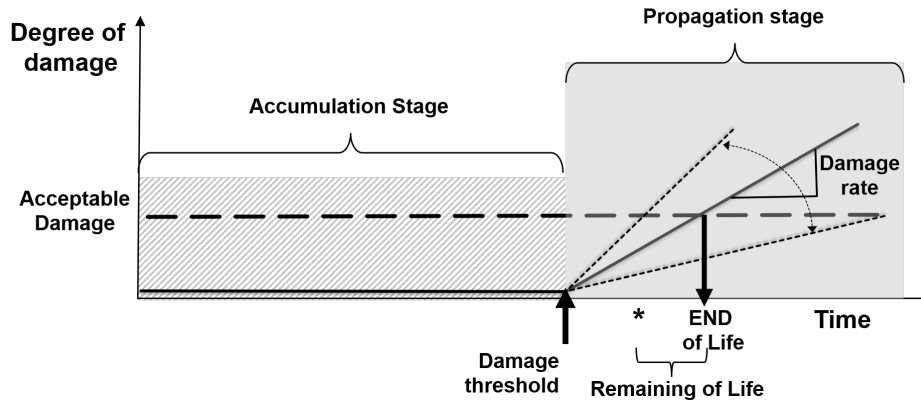 Degree of
damage
Propagation stage
Accumulation Stage
Acceptable
Damage
Damage
rate
*
END
of Life
Time
Damage
threshold
Remaining of Life